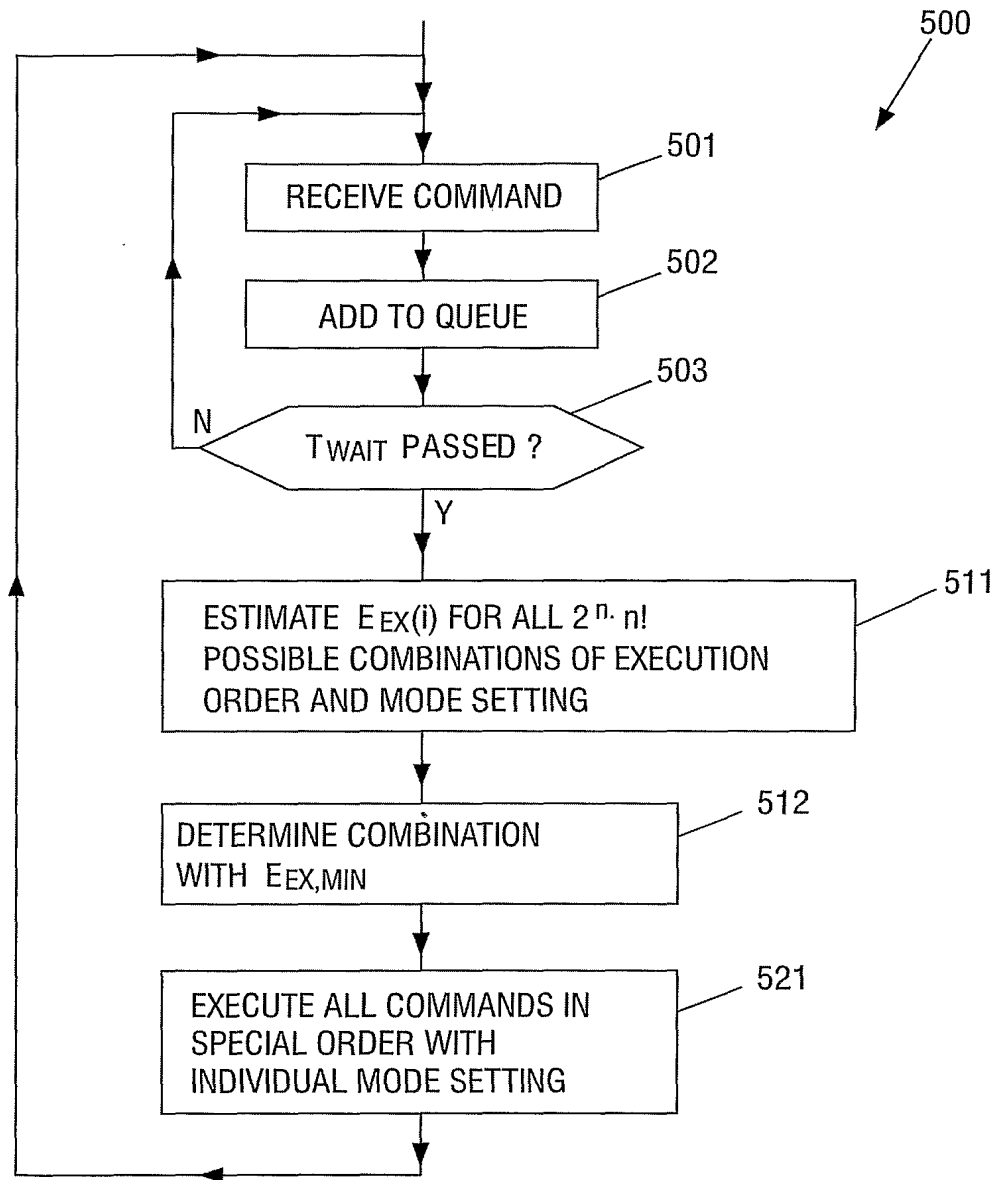 500
501
RECEIVE COMMAND
502
ADD TO QUEUE
503
N
TWAIT PASSED ?
Y
511
ESTIMATE EEX(i) FOR ALL 2n. n!
POSSIBLE COMBINATIONS OF EXECUTION
ORDER AND MODE SETTING
512
DETERMINE COMBINATION
WITH EEX,MIN
521
EXECUTE ALL COMMANDS IN
SPECIAL ORDER WITH
INDIVIDUAL MODE SETTING